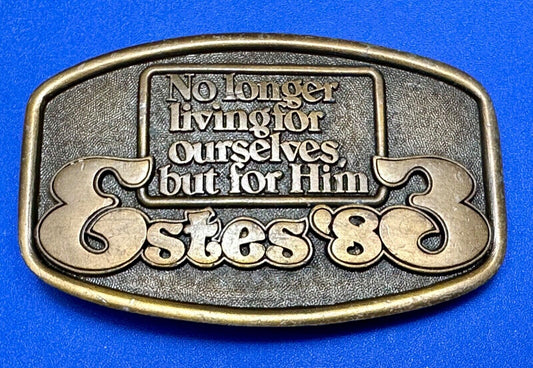 No longer
living for
ourselves,
but for Him
Estes '83